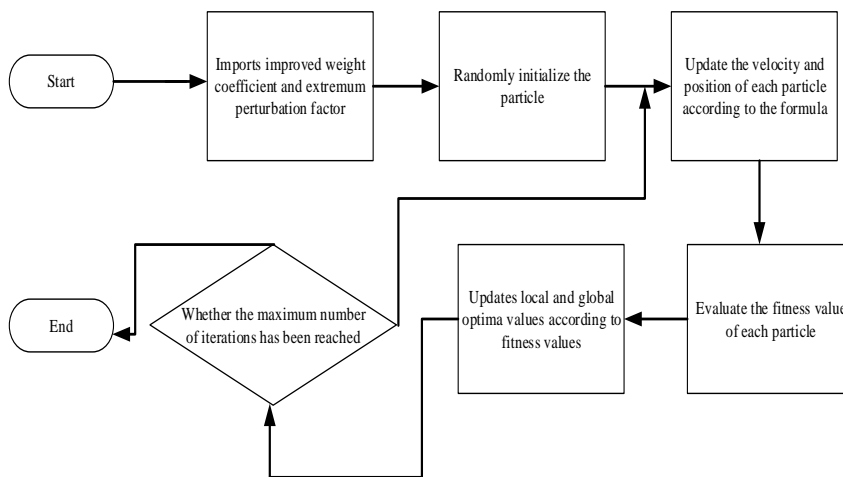 Start
Imports improved weight
coefficient and extremum
perturbation factor
Randomly initialize the
particle
Update the velocity and
position of each particle
according to the formula
End
Whether the maximum number
of iterations has been reached
Updates local and global
optima values according to
fitness values
Evaluate the fitness value
of each particle